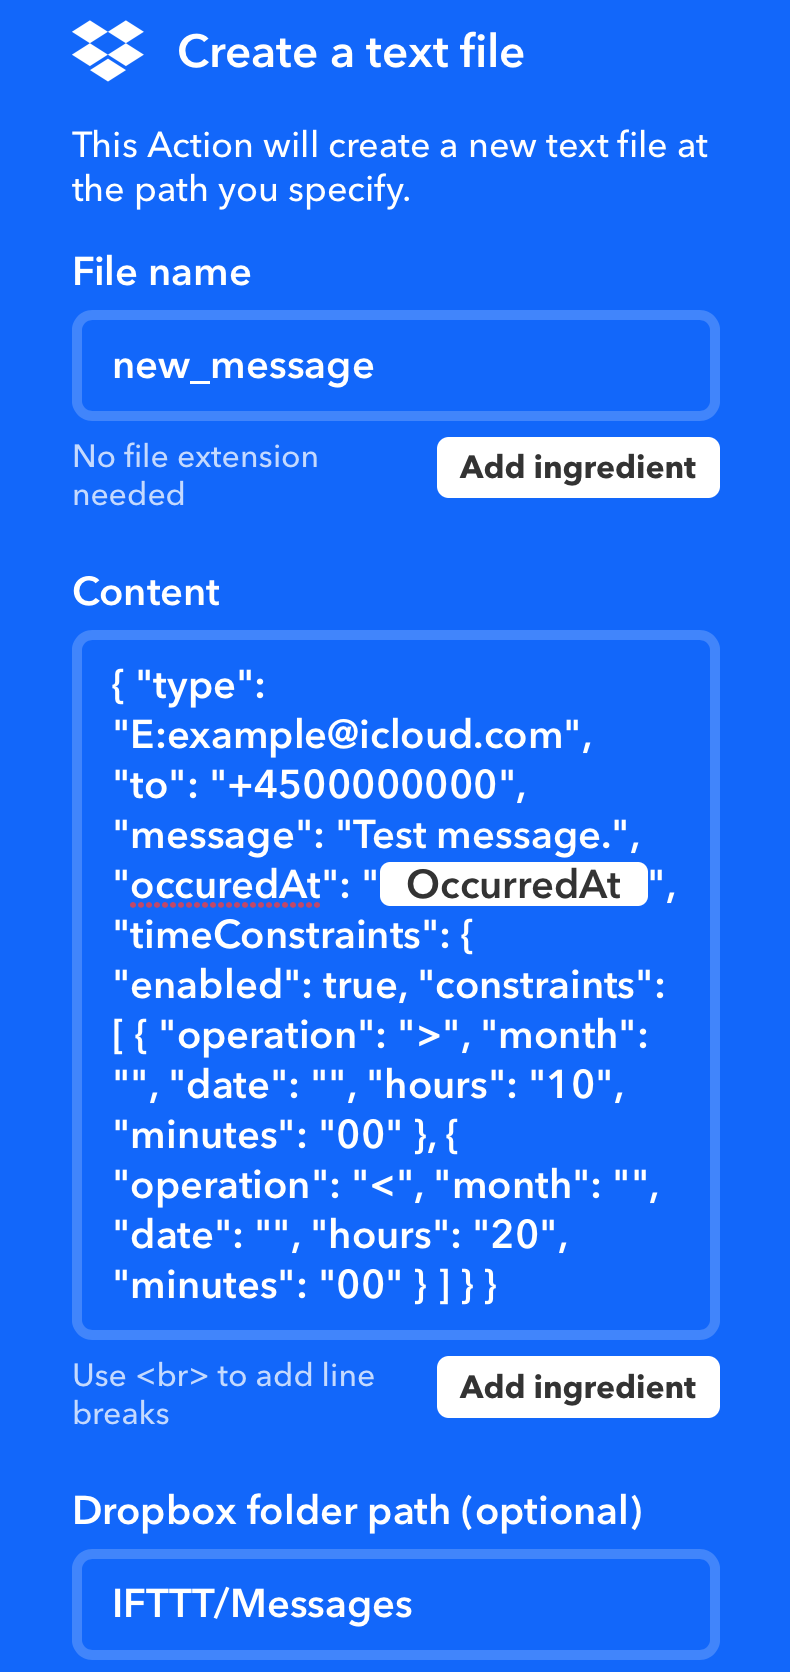 Create a text file
This Action will create a new text file at
the path you specify.
File name
new_message
No file extension
needed
Add ingredient
Content
{ "type":
"E:example@icloud.com",
"to": "+4500000000",
"message": "Test message.",
"occuredAt": " OccurredAt ",
"timeConstraints": {
"enabled": true, "constraints":
[ { "operation": ">", "month":
"", "date": "", "hours": "10",
"minutes": "00" }, {
"operation": "<", "month": "",
"date": "", "hours": "20",
"minutes": "00" } ] } }
Use <br> to add line
breaks
Add ingredient
Dropbox folder path (optional)
IFTTT/Messages